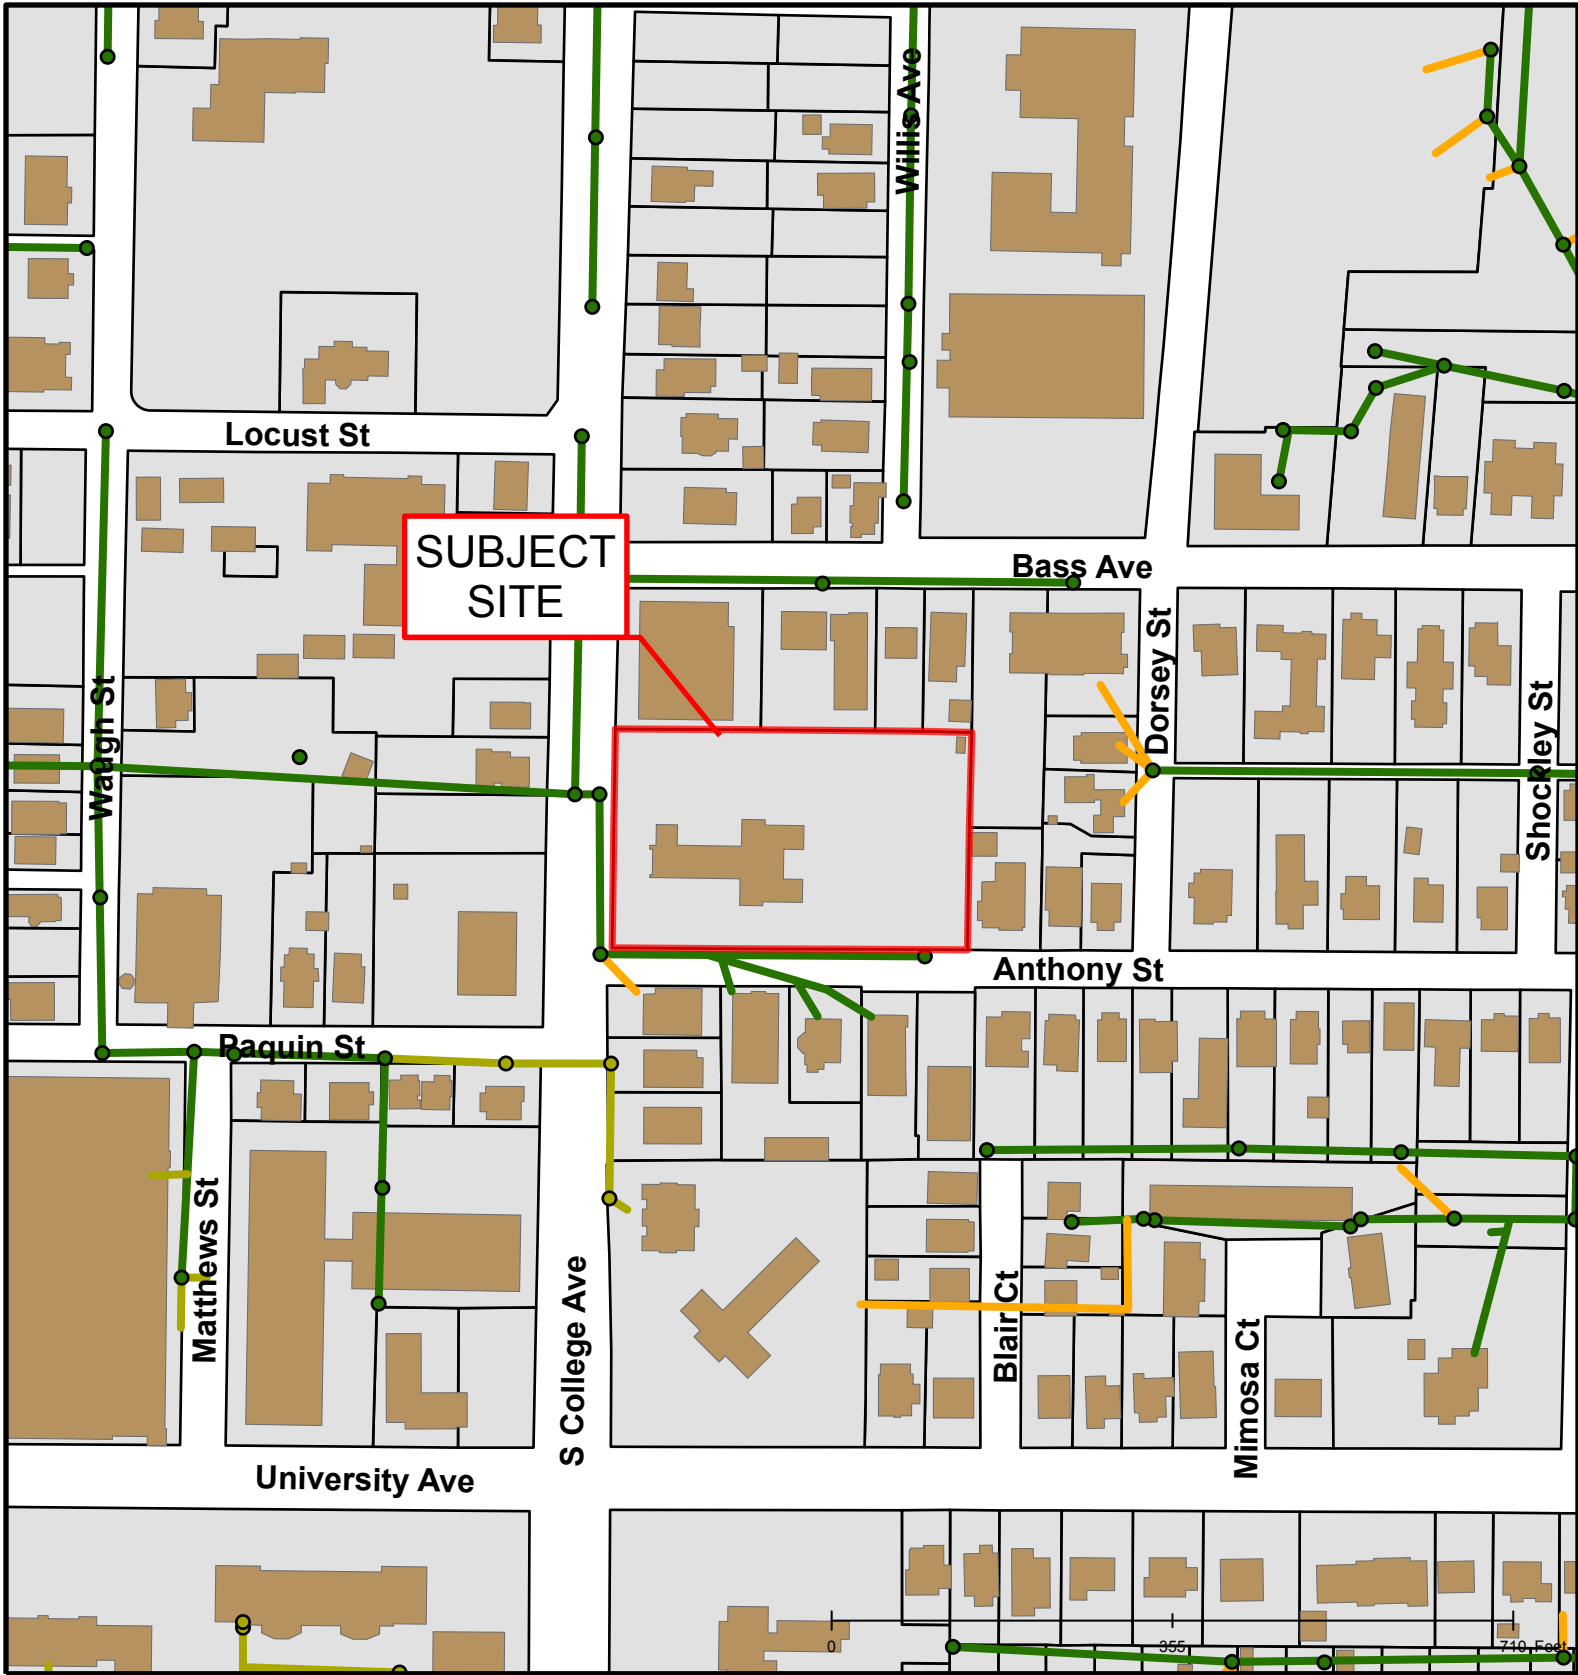 Willis Ave
Locust St
SUBJECT
SITE
Bass Ave
Dorsey St
Shockley St
Waugh St
Anthony St
Paquin St
Matthews St
S College Ave
Blair Ct
Mimosa Ct
University Ave
0 355 710 Feet